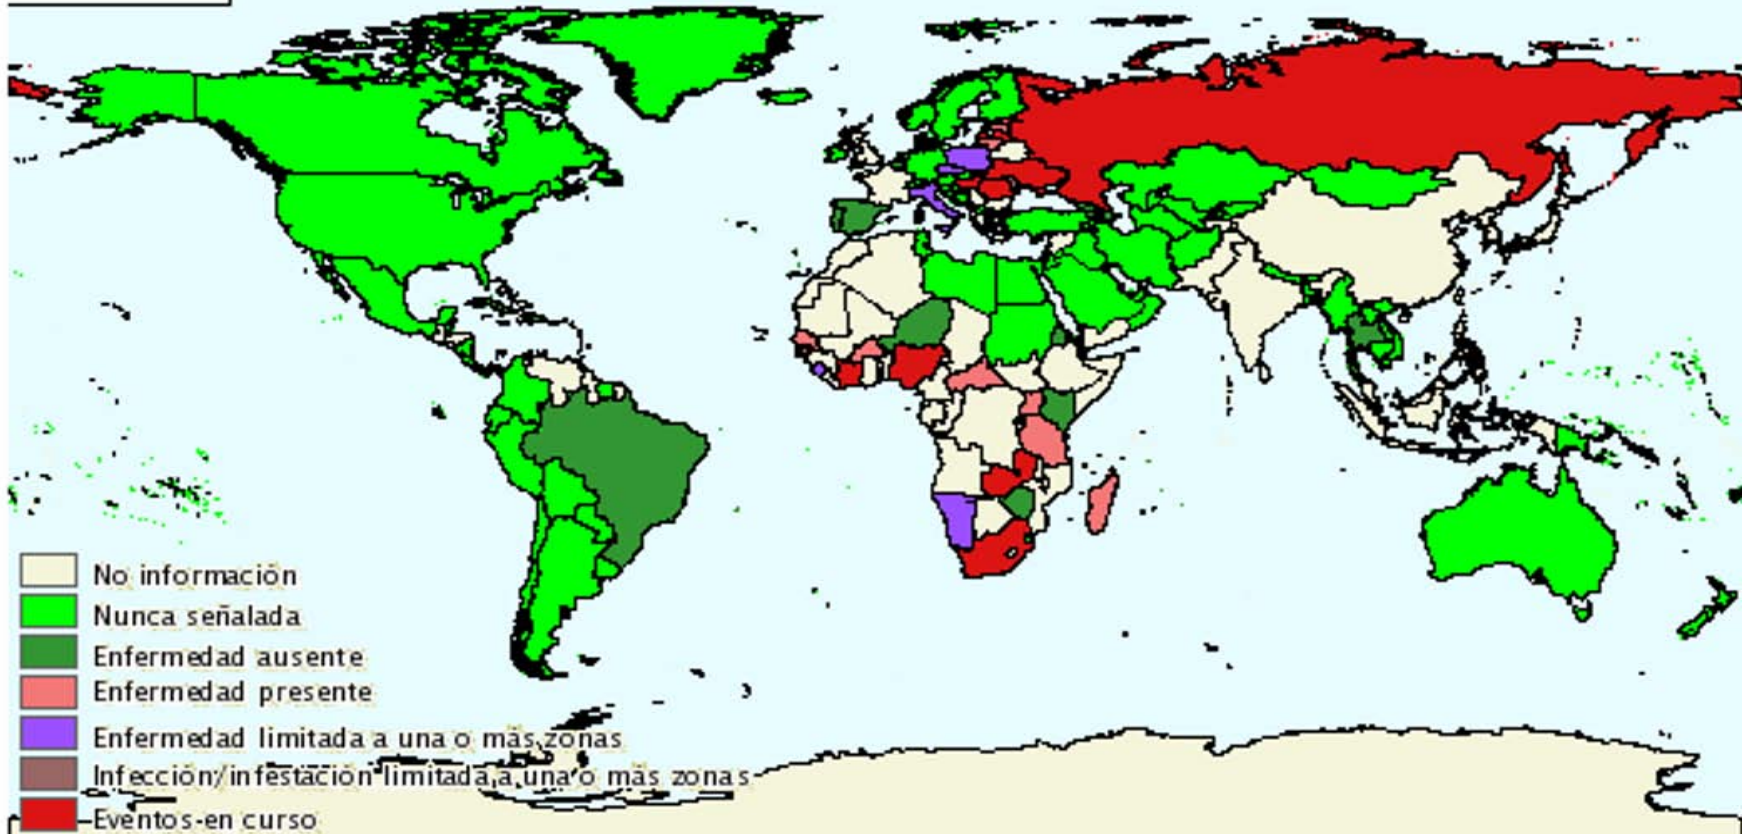 No información
Nunca señalada
Enfermedad ausente
Enfermedad presente
Enfermedad limitada a una o más zonas
Infección/infestación limitada a una o más zonas
Eventos en curso